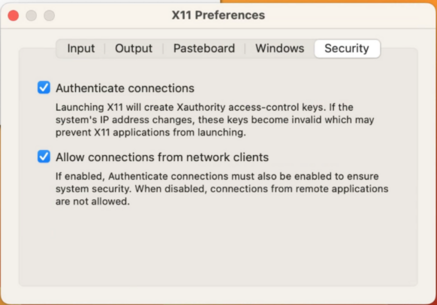 X11 Preferences
Input Output Pasteboard Windows Security
Authenticate connections
Launching X11 will create Xauthority access-control keys. If the
system's IP address changes, these keys become invalid which may
prevent X11 applications from launching.
Allow connections from network clients
If enabled, Authenticate connections must also be enabled to ensure
system security. When disabled, connections from remote applications
are not allowed.